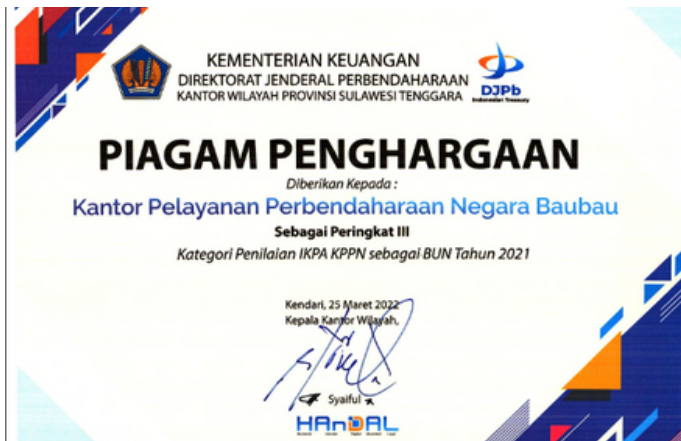 KEMENTERIAN KEUANGAN
DIREKTORAT JENDERAL PERBENDAHARAAN
KANTOR WILAYAH PROVINSI SULAWESI TENGGARA
DJPb
Indonesian Treasury
PIAGAM PENGHARGAAN
Diberikan Kepada :
Kantor Pelayanan Perbendaharaan Negara Baubau
Sebagai Peringkat III
Kategori Penilaian IKPA KPPN sebagai BUN Tahun 2021
Kendari, 25 Maret 2022
Kepala Kantor Wilayah,
Syaiful
HAnDAL